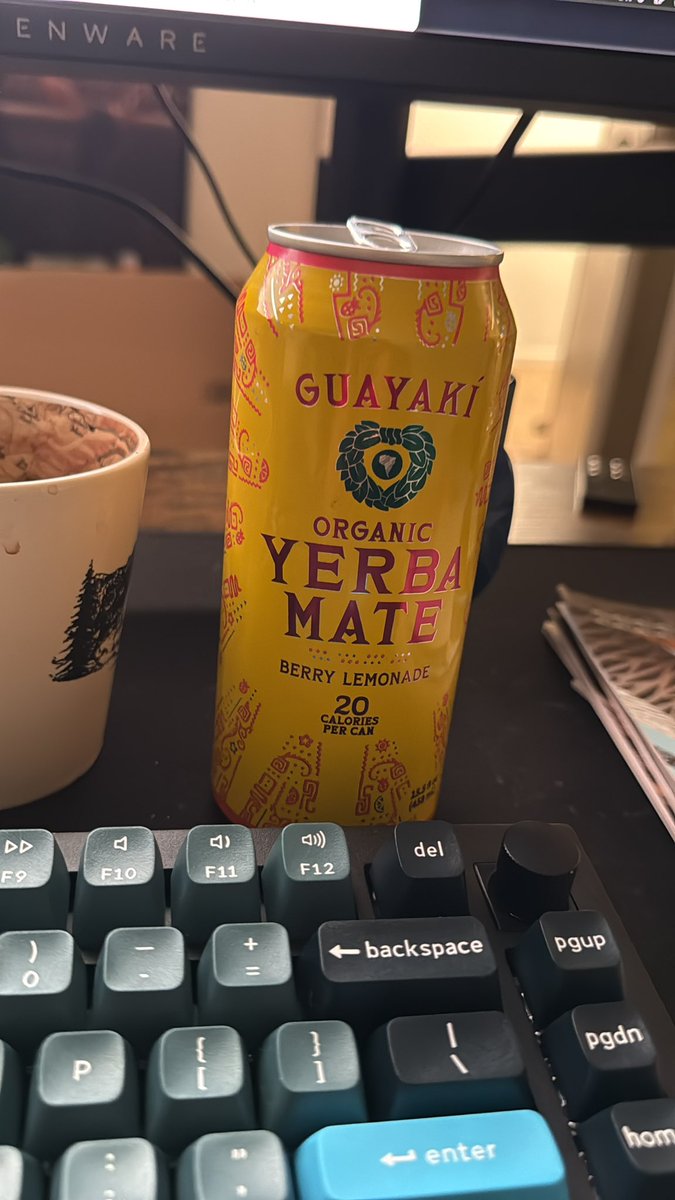 ENWARE
GUAYAKÍ
ORGANIC
YERBA
MATE
BERRY LEMONADE
20
CALORIES
PER CAN
F9
F10
F11
F12
del
)
0
—
-
+
=
← backspace
pgup
P
{
[
}
]
|
\
pgdn
:
"
← enter
hom